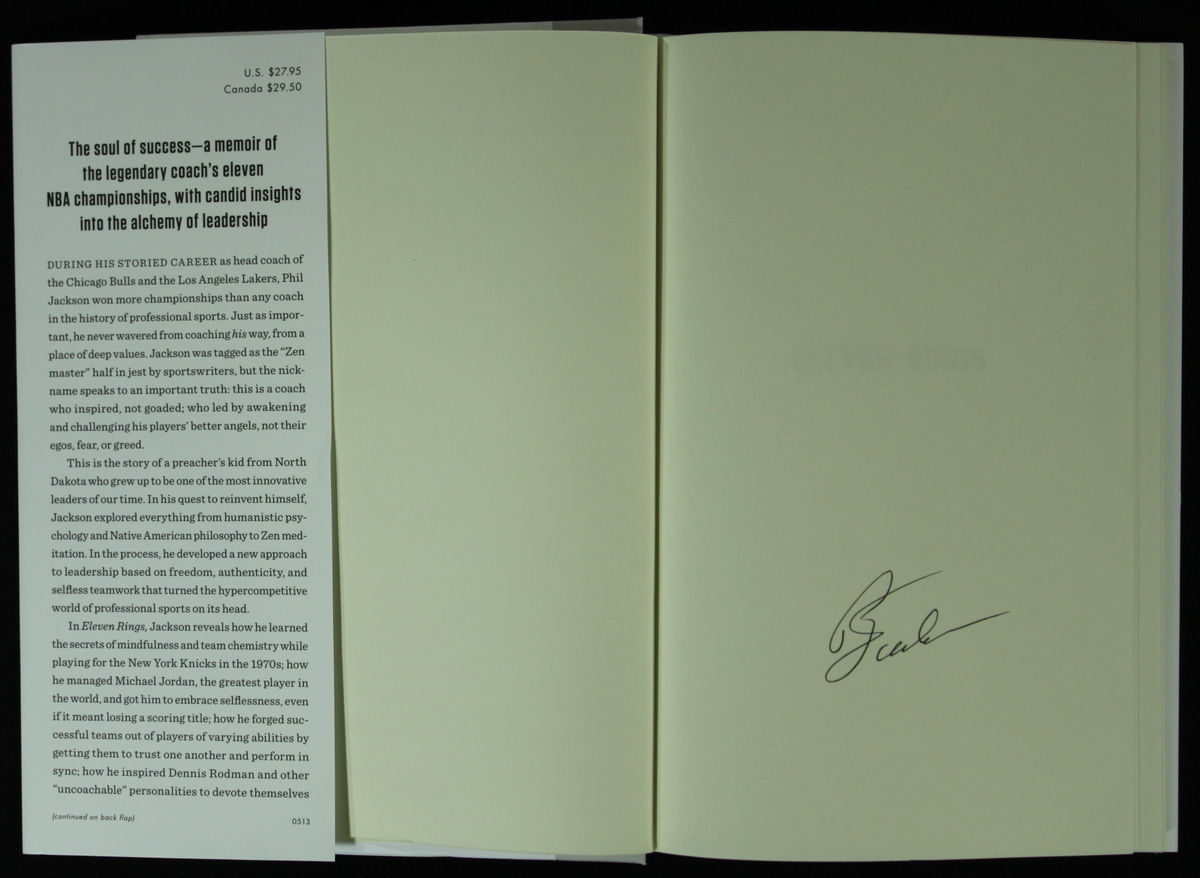 U.S. $27.95
Canada $29.50
The soul of success—a memoir of
the legendary coach's eleven
NBA championships, with candid insights
into the alchemy of leadership
DURING HIS STORIED CAREER as head coach of
the Chicago Bulls and the Los Angeles Lakers, Phil
Jackson won more championships than any coach
in the history of professional sports. Just as impor-
tant, he never wavered from coaching his way, from a
place of deep values. Jackson was tagged as the “Zen
master” half in jest by sportswriters, but the nick-
name speaks to an important truth: this is a coach
who inspired, not goaded; who led by awakening
and challenging his players' better angels, not their
egos, fear, or greed.
This is the story of a preacher's kid from North
Dakota who grew up to be one of the most innovative
leaders of our time. In his quest to reinvent himself,
Jackson explored everything from humanistic psy-
chology and Native American philosophy to Zen med-
itation. In the process, he developed a new approach
to leadership based on freedom, authenticity, and
selfless teamwork that turned the hypercompetitive
world of professional sports on its head.
In Eleven Rings, Jackson reveals how he learned
the secrets of mindfulness and team chemistry while
playing for the New York Knicks in the 1970s; how
he managed Michael Jordan, the greatest player in
the world, and got him to embrace selflessness, even
if it meant losing a scoring title; how he forged suc-
cessful teams out of players of varying abilities by
getting them to trust one another and perform in
sync; how he inspired Dennis Rodman and other
“uncoachable” personalities to devote themselves
(continued on back flap)
0513
ELEVEN RINGS